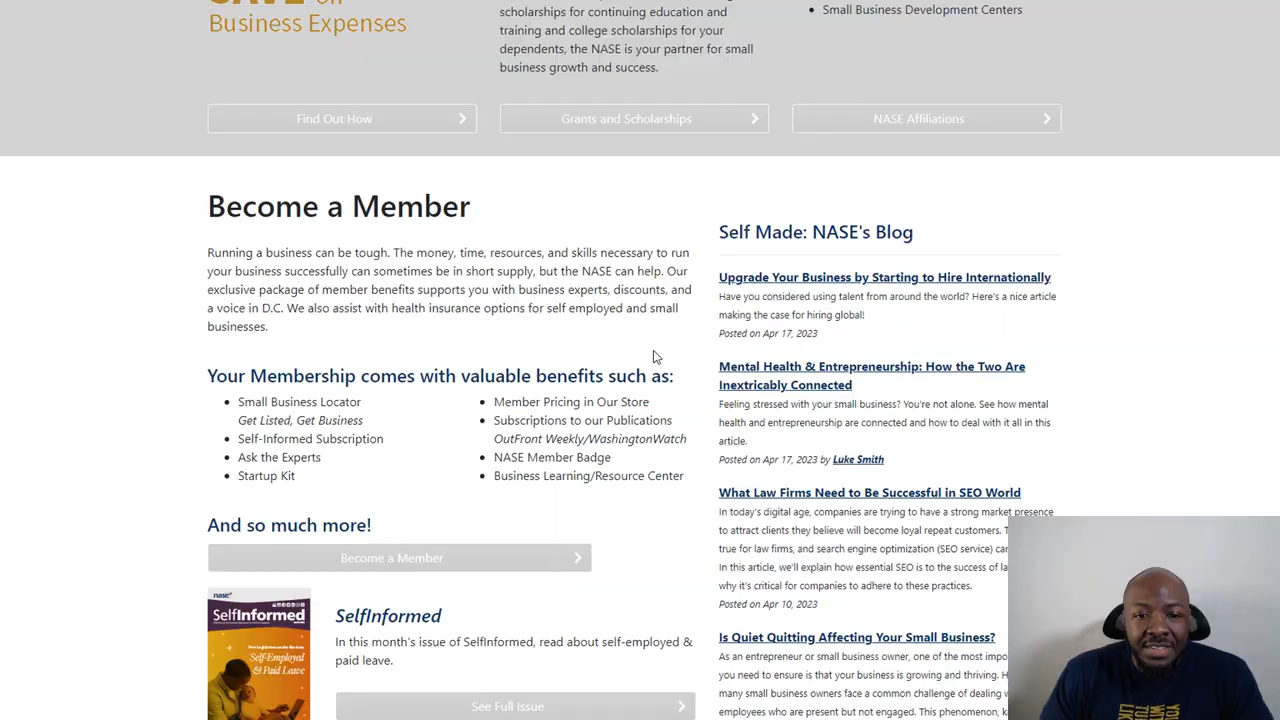 Business Expenses
scholarships for continuing education and
training and college scholarships for your
dependents, the NASE is your partner for small
business growth and success.
Small Business Development Centers
Find Out How
Grants and Scholarships
NASE Affiliations
Become a Member
Running a business can be tough. The money, time, resources, and skills necessary to run
your business successfully can sometimes be in short supply, but the NASE can help. Our
exclusive package of member benefits supports you with business experts, discounts, and
a voice in D.C. We also assist with health insurance options for self employed and small
businesses.
Your Membership comes with valuable benefits such as:
Small Business Locator
Get Listed, Get Business
Self-Informed Subscription
Ask the Experts
Startup Kit
Member Pricing in Our Store
Subscriptions to our Publications
OutFront Weekly/WashingtonWatch
NASE Member Badge
Business Learning/Resource Center
And so much more!
Become a Member
nase
SelfInformed
Self-Employed
& Paid Leave
SelfInformed
In this month's issue of SelfInformed, read about self-employed &
paid leave.
See Full Issue
Self Made: NASE's Blog
Upgrade Your Business by Starting to Hire Internationally
Have you considered using talent from around the world? Here's a nice article
making the case for hiring global!
Posted on Apr 17, 2023
Mental Health & Entrepreneurship: How the Two Are
Inextricably Connected
Feeling stressed with your small business? You're not alone. See how mental
health and entrepreneurship are connected and how to deal with it all in this
article.
Posted on Apr 17, 2023 by Luke Smith
What Law Firms Need to Be Successful in SEO World
In today's digital age, companies are trying to have a strong market presence
to attract clients they believe will become loyal repeat customers.
true for law firms, and search engine optimization (SEO service)
In this article, we'll explain how essential SEO is to the success of
why it's critical for companies to adhere to these practices.
Posted on Apr 10, 2023
Is Quiet Quitting Affecting Your Small Business?
As an entrepreneur or small business owner, one of the most
you need to ensure is that your business is growing and thriving.
many small business owners face a common challenge of dealing
employees who are present but not engaged. This phenomenon,